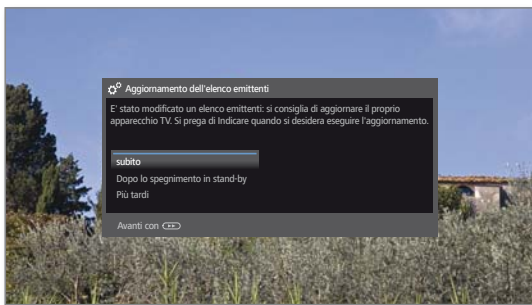 Aggiornamento dell'elenco emittenti
E' stato modificato un elenco emittenti: si consiglia di aggiornare il proprio
apparecchio TV. Si prega di Indicare quando si desidera eseguire l'aggiornamento.
subito
Dopo lo spegnimento in stand-by
Più tardi
Avanti con